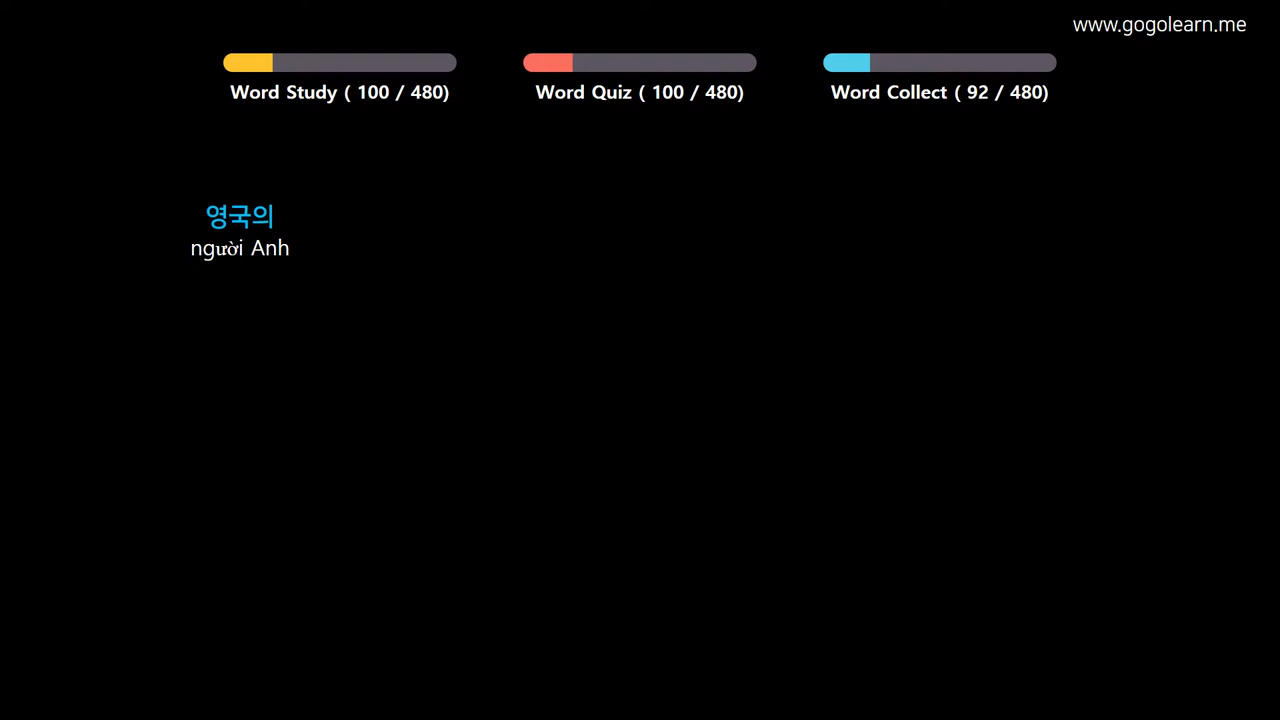 www.gogolearn.me
Word Study ( 100 / 480)
Word Quiz ( 100 / 480)
Word Collect ( 92 / 480)
영국의
người Anh